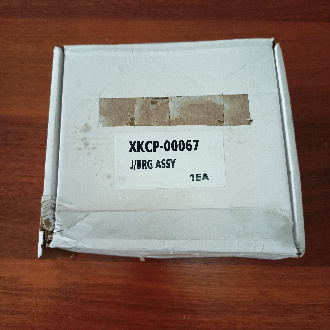 XKCP-00067
J/BRG ASSY
1EA